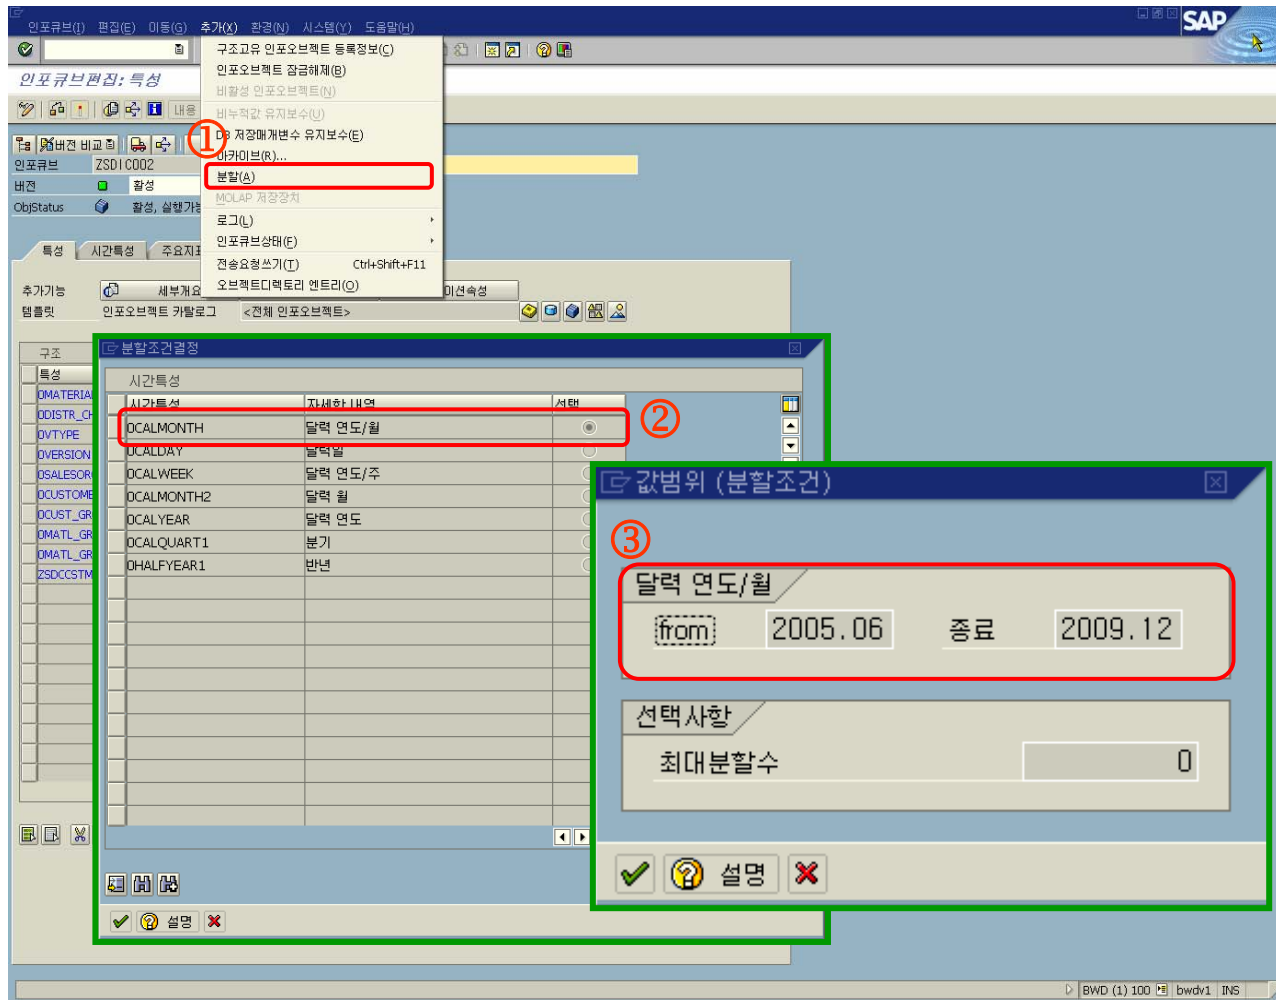 인포큐브(I) 편집(E) 이동(G) 추가(X) 환경(N) 시스템(Y) 도움말(H)
SAP
인포큐브편집: 특성
내용
버전 비교
인포큐브 ZSDIC002
버전 활성
ObjStatus 활성, 실행가능
구조고유 인포오브젝트 등록정보(C)
인포오브젝트 잠금해제(B)
비활성 인포오브젝트(N)
비누적값 유지보수(U)
DB 저장매개변수 유지보수(E)
아카이브(R)...
분할(A)
MOLAP 저장장치
로그(L)
인포큐브상태(F)
전송요청쓰기(T) Ctrl+Shift+F11
오브젝트디렉토리 엔트리(O)
①
특성 시간특성 주요지표
추가기능 세부개요 이션속성
템플릿 인포오브젝트 카탈로그 <전체 인포오브젝트>
구조
특성
0MATERIAL
0DISTR_CH
0VTYPE
0VERSION
0SALESORG
0CUSTOME
0CUST_GR
0MATL_GR
0MATL_GR
ZSDCCSTM
분할조건결정
시간특성
시간특성 자세한 내역 선택
0CALMONTH 달력 연도/월
0CALDAY 달력일
0CALWEEK 달력 연도/주
0CALMONTH2 달력 월
0CALYEAR 달력 연도
0CALQUART1 분기
0HALFYEAR1 반년
②
설명
값범위 (분할조건)
③
달력 연도/월
from 2005.06 종료 2009.12
선택사항
최대분할수 0
설명
BWD (1) 100 bwdv1 INS